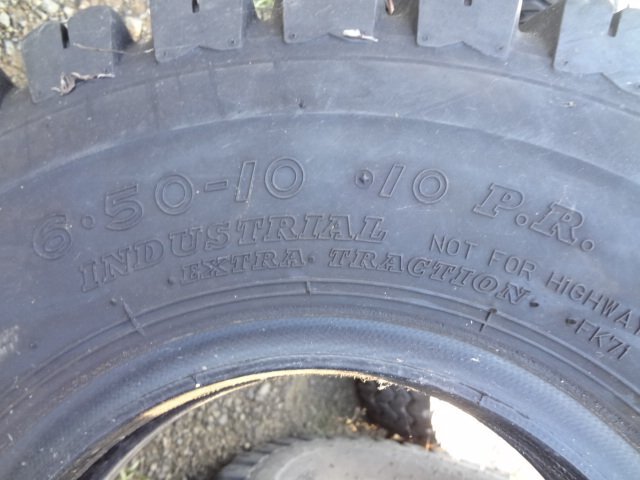 6·50-10 ·10 P.R.
INDUSTRIAL
EXTRA TRACTION
NOT FOR HIGHWAY
FK71